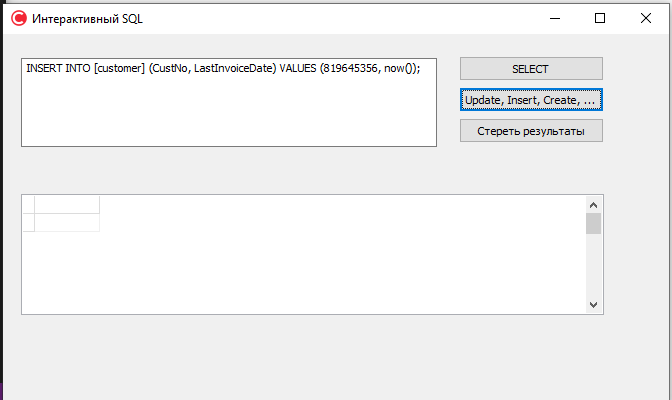 Интерактивный SQL
INSERT INTO [customer] (CustNo, LastInvoiceDate) VALUES (819645356, now());
SELECT
Update, Insert, Create, ...
Стереть результаты